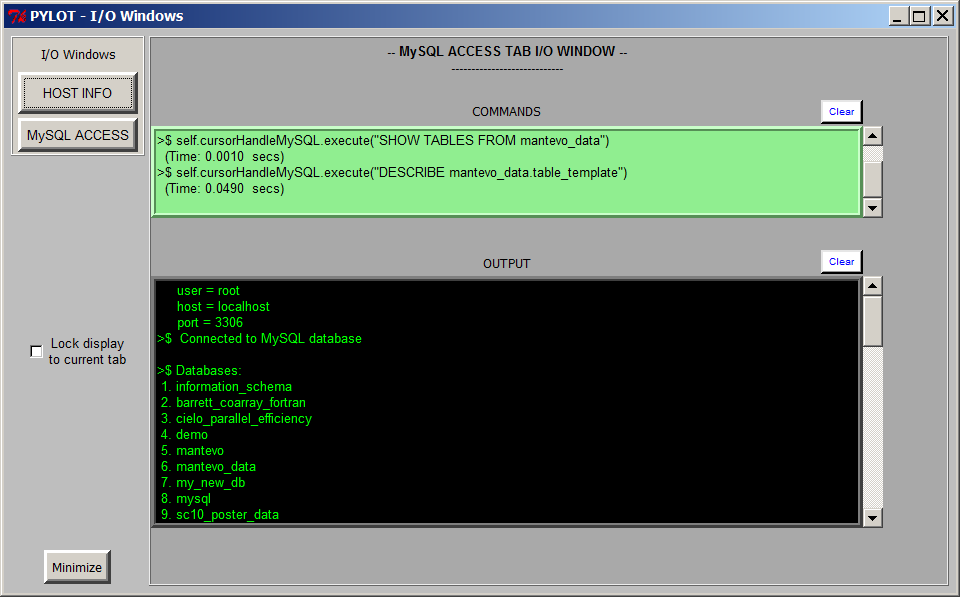 PYLOT - I/O Windows
I/O Windows
HOST INFO
MySQL ACCESS
Lock display
to current tab
Minimize
-- MySQL ACCESS TAB I/O WINDOW --
----------------------------
COMMANDS
Clear
>$ self.cursorHandleMySQL.execute("SHOW TABLES FROM mantevo_data")
(Time: 0.0010  secs)
>$ self.cursorHandleMySQL.execute("DESCRIBE mantevo_data.table_template")
(Time: 0.0490  secs)
OUTPUT
Clear
user = root
host = localhost
port = 3306
>$  Connected to MySQL database
>$ Databases:
1. information_schema
2. barrett_coarray_fortran
3. cielo_parallel_efficiency
4. demo
5. mantevo
6. mantevo_data
7. my_new_db
8. mysql
9. sc10_poster_data